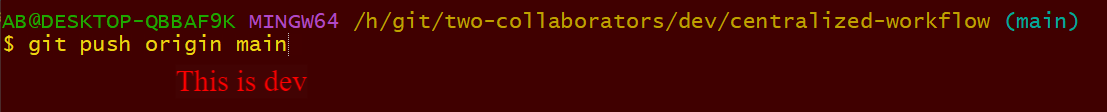 AB@DESKTOP-QBBAF9K MINGW64 /h/git/two-collaborators/dev/centralized-workflow (main)
$ git push origin main
This is dev